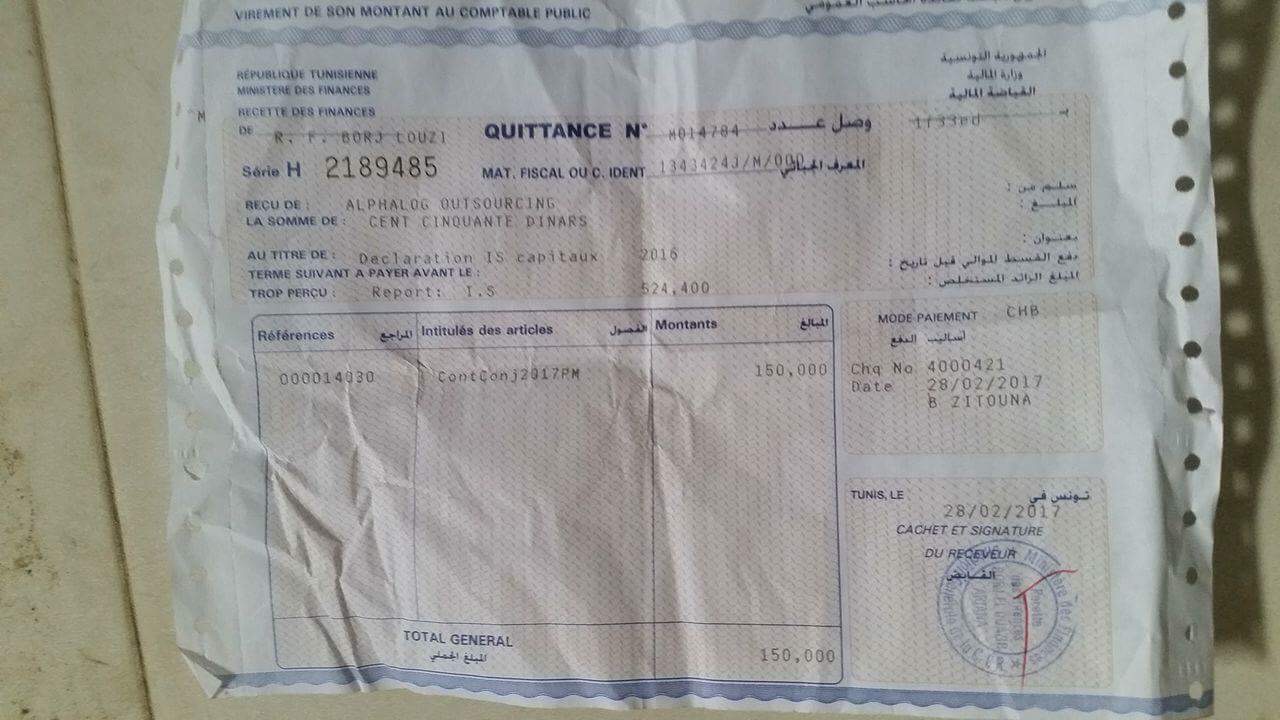 VIREMENT DE SON MONTANT AU COMPTABLE PUBLIC
RÉPUBLIQUE TUNISIENNE
الجمهورية التونسية
MINISTERE DES FINANCES
وزارة المالية
RECETTE DES FINANCES
القباضة المالية
DE R. F. BORJ LOUZI
QUITTANCE N° M014784 وصل عدد
Série H 2189485
MAT. FISCAL OU C. IDENT 1343424J/M/000 المعرف الجبائي
REÇU DE : ALPHALOG OUTSOURCING
سلم من :
LA SOMME DE : CENT CINQUANTE DINARS
المبلغ :
AU TITRE DE : Declaration IS capitaux 2016
بعنوان :
TERME SUIVANT A PAYER AVANT LE :
دفع القسط الموالي قبل تاريخ :
TROP PERÇU : Report: I.S 524,400
المبلغ الزائد المستخلص :
Références المراجع Intitulés des articles الفصول Montants المبالغ
000014030 ContConj2017PM 150,000
MODE PAIEMENT CHB
أساليب الدفع
Chq No 4000421
Date 28/02/2017
B ZITOUNA
TUNIS, LE تونس في
28/02/2017
CACHET ET SIGNATURE
DU RECEVEUR
القابض
Ministère des Finances
TOTAL GENERAL
المبلغ الجملي
150,000